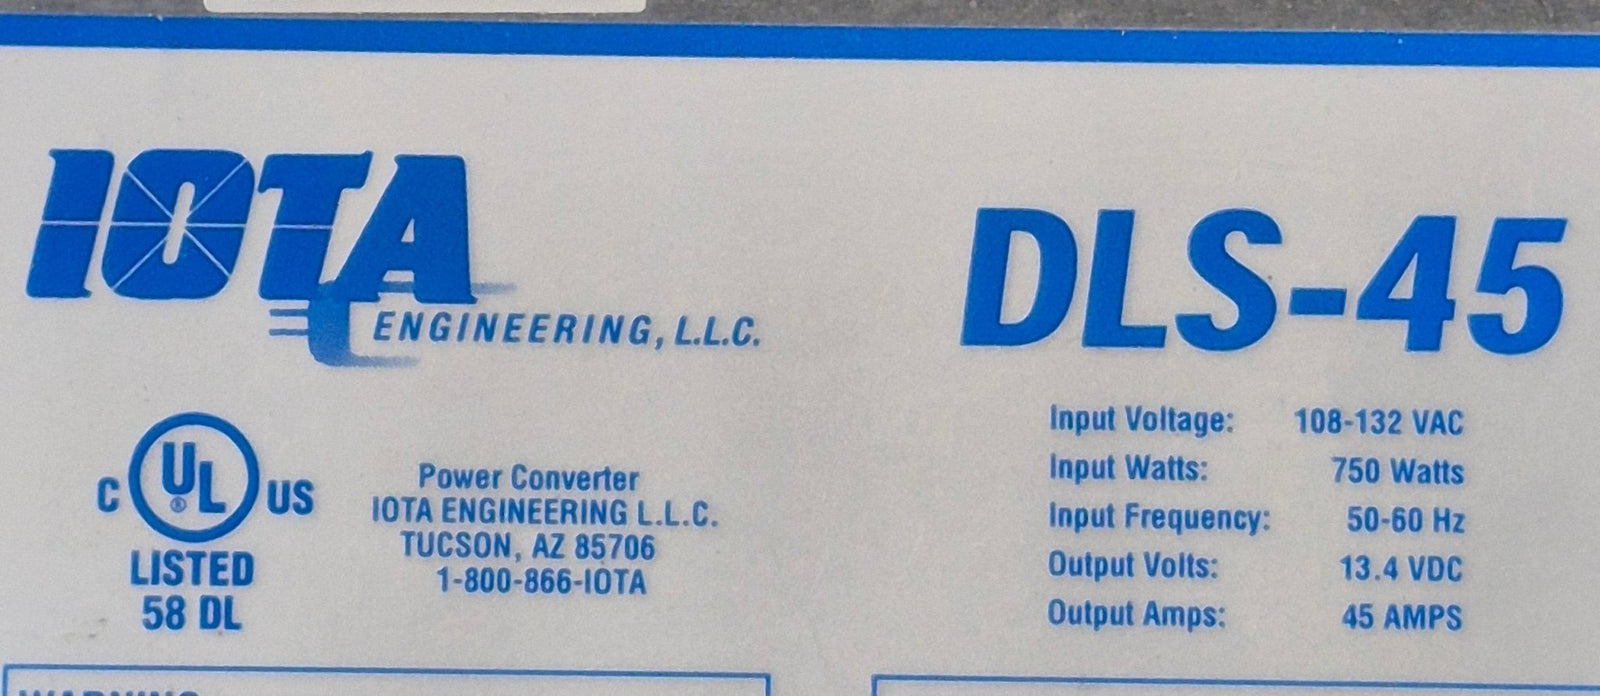 IOTA
ENGINEERING, L.L.C.
DLS-45
C UL® US
LISTED
58 DL
Power Converter
IOTA ENGINEERING L.L.C.
TUCSON, AZ 85706
1-800-866-IOTA
Input Voltage: 108-132 VAC
Input Watts: 750 Watts
Input Frequency: 50-60 Hz
Output Volts: 13.4 VDC
Output Amps: 45 AMPS
WARNING